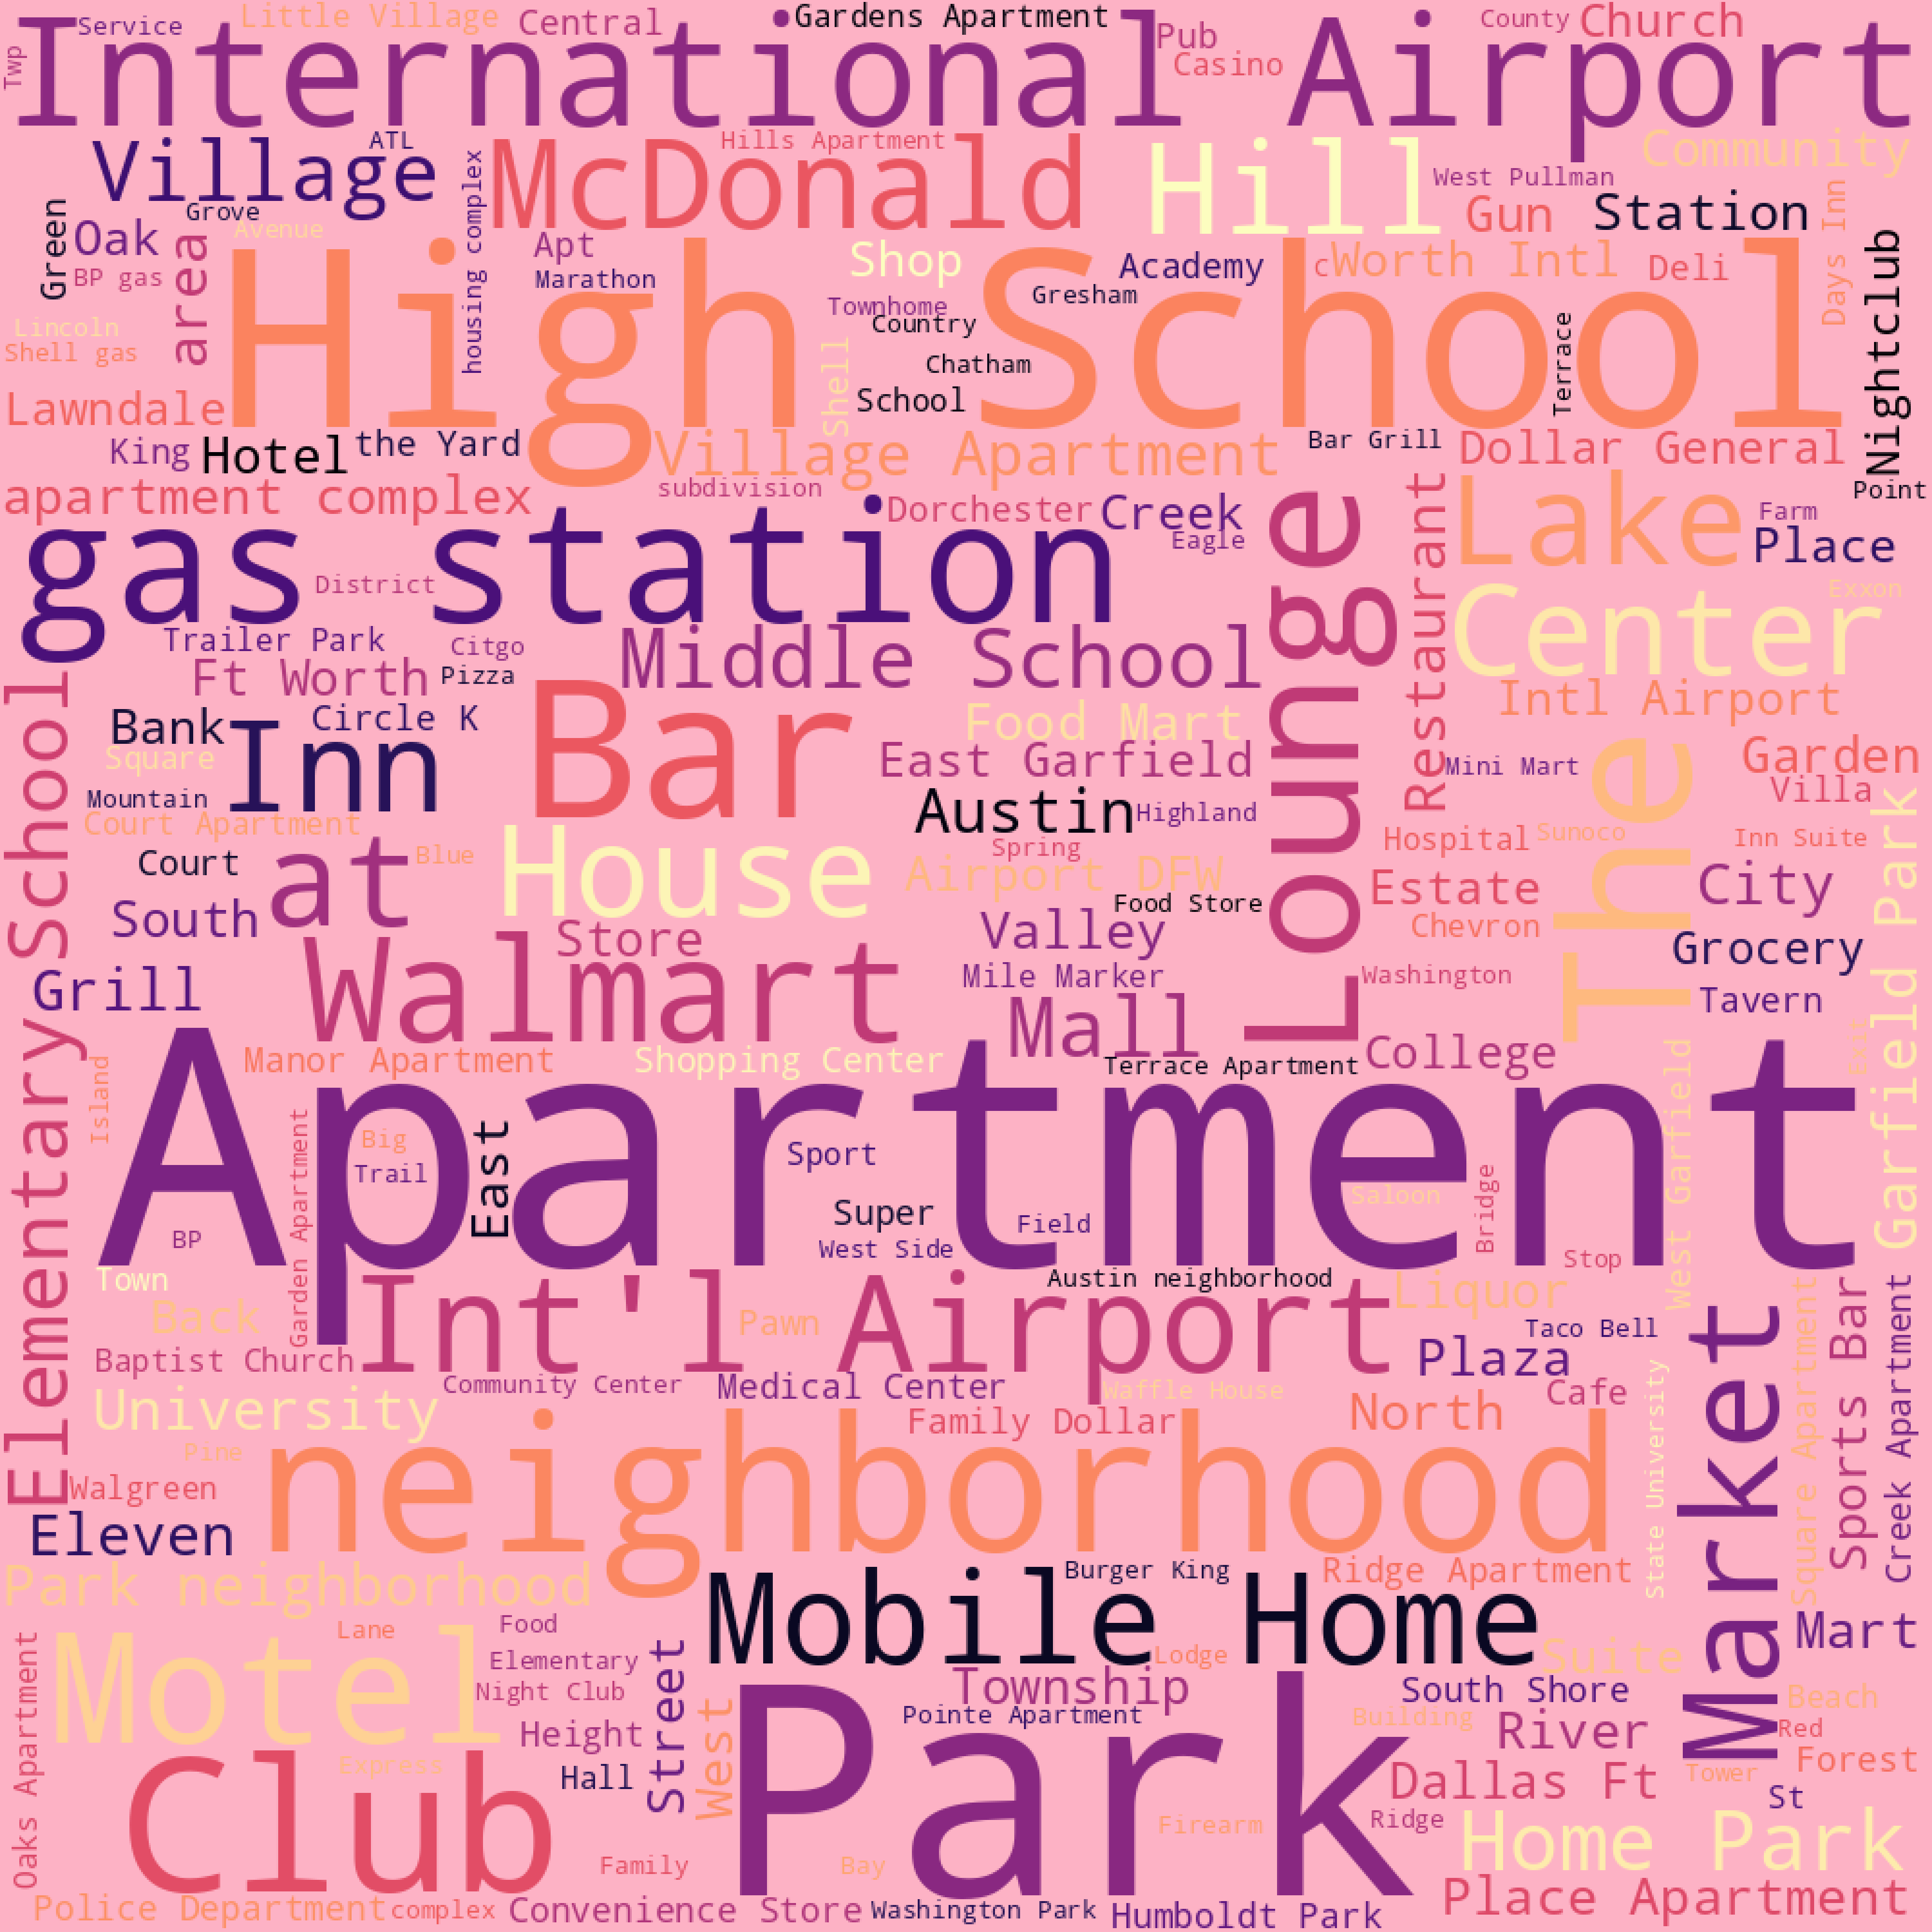 International Airport
Service
Little Village
Central
Gardens Apartment
Pub
Casino
County
Church
Twp
Village
ATL
McDonald
Hills Apartment
Hill
West Pullman
Community
Gun
Station
Days Inn
Green
Oak
Grove
Avenue
area
housing complex
BP gas
Apt
Marathon
Shop
Academy
c
Worth Intl
Deli
Nightclub
High School
Townhome
Gresham
Country
Chatham
School
Shell
Terrace
Lincoln
Shell gas
Lawndale
King
Hotel
the Yard
Village Apartment
Bar Grill
Dollar General
Point
apartment complex
subdivision
Dorchester
Creek
Eagle
Lounge
Restaurant
Lake
Farm
Place
gas station
District
Center
Exxon
Trailer Park
Citgo
Middle School
Ft Worth
Pizza
Intl Airport
Elementary School
Bank
Circle K
Inn
Bar
Food Mart
Square
East Garfield
The
Mini Mart
Garden
Villa
Mountain
Court Apartment
Austin
Highland
Garfield Park
Court
at
Blue
House
Spring
Airport DFW
Hospital
Sunoco
Inn Suite
South
Food Store
Estate
City
Store
Valley
Chevron
Grocery
Grill
Walmart
Mile Marker
Washington
Tavern
Mall
Manor Apartment
Shopping Center
Terrace Apartment
College
Exit
Island
Apartment
West Garfield
Garden Apartment
Big
Trail
East
Sport
Super
Field
West Side
Saloon
Bridge
BP
Stop
Town
Back
Int'l Airport
Austin neighborhood
Pawn
Liquor
Taco Bell
Plaza
Baptist Church
Community Center
Medical Center
Waffle House
Cafe
Market
Square Apartment
Sports Bar
Creek Apartment
University
Family Dollar
North
State University
Pine
neighborhood
Walgreen
Eleven
Park neighborhood
Mobile Home
Burger King
Ridge Apartment
Mart
Motel
Lane
Food
Elementary
Night Club
Street
Lodge
Suite
Oaks Apartment
Township
South Shore
Beach
West
Height
Pointe Apartment
Building
River
Red
Forest
Club
Express
Hall
Park
Dallas Ft
Tower
St
Firearm
Ridge
Home Park
Family
Bay
Police Department
complex
Convenience Store
Washington Park
Humboldt Park
Place Apartment